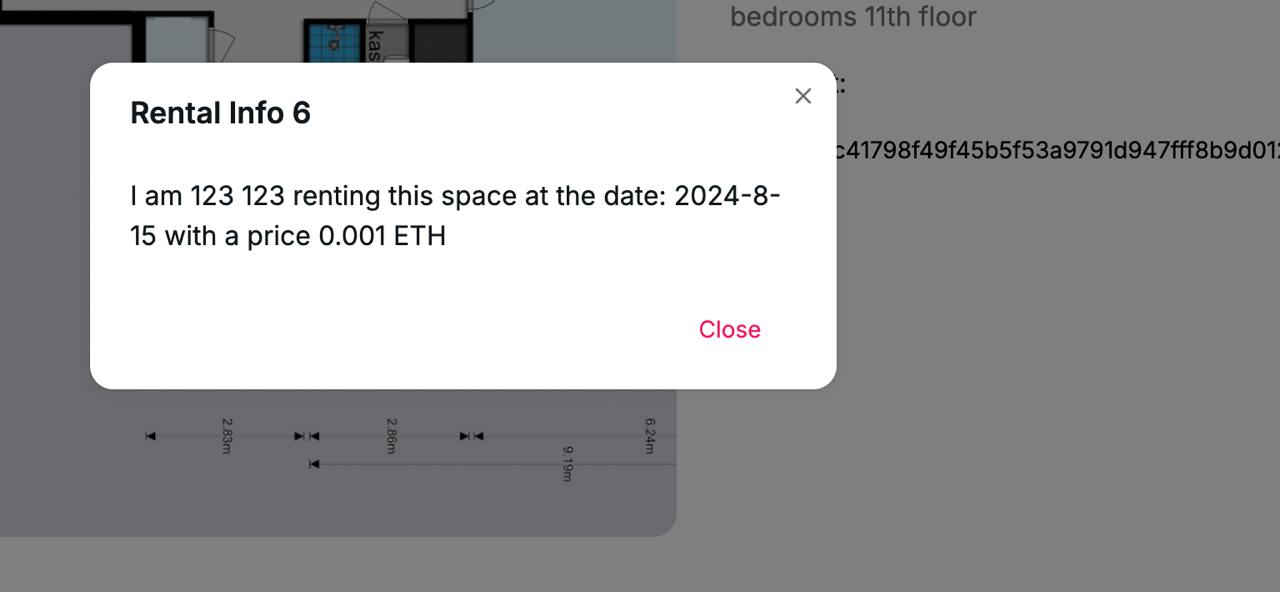 bedrooms 11th floor
kas
Rental Info 6
:
c41798f49f45b5f53a9791d947fff8b9d01
I am 123 123 renting this space at the date: 2024-8-
15 with a price 0.001 ETH
Close
2.83m
2.86m
6.24m
9.19m